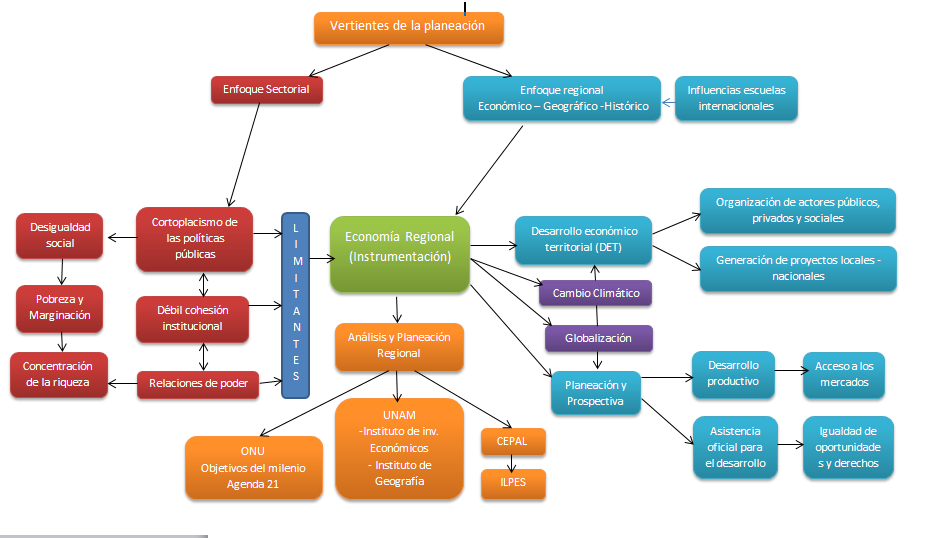 Vertientes de la planeación
Enfoque Sectorial
Enfoque regional
Económico – Geográfico -Histórico
Influencias escuelas
internacionales
Desigualdad
social
Cortoplacismo de
las políticas
públicas
L
I
M
I
T
A
N
T
E
S
Economía Regional
(Instrumentación)
Desarrollo económico
territorial (DET)
Organización de actores públicos,
privados y sociales
Generación de proyectos locales -
nacionales
Pobreza y
Marginación
Débil cohesión
institucional
Cambio Climático
Globalización
Análisis y Planeación
Regional
Concentración
de la riqueza
Relaciones de poder
Planeación y
Prospectiva
Desarrollo
productivo
Acceso a los
mercados
ONU
Objetivos del milenio
Agenda 21
UNAM
-Instituto de inv.
Económicos
- Instituto de
Geografía
CEPAL
ILPES
Asistencia
oficial para
el desarrollo
Igualdad de
oportunidade
s y derechos